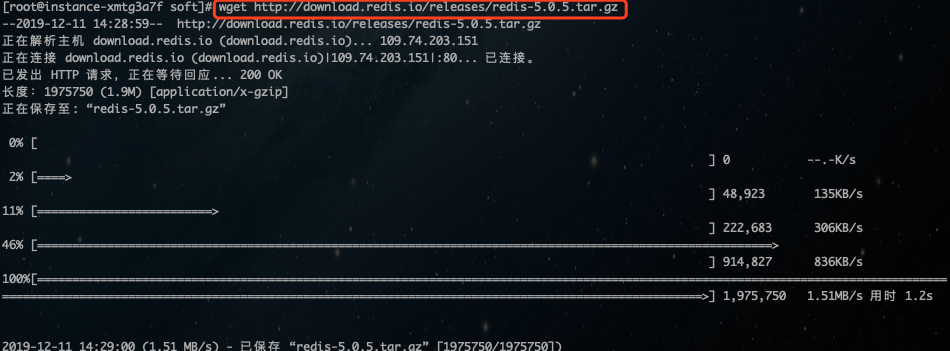 [root@instance-xmtg3a7f soft]# wget http://download.redis.io/releases/redis-5.0.5.tar.gz
--2019-12-11 14:28:59--  http://download.redis.io/releases/redis-5.0.5.tar.gz
正在解析主机 download.redis.io (download.redis.io)... 109.74.203.151
正在连接 download.redis.io (download.redis.io)|109.74.203.151|:80... 已连接。
已发出 HTTP 请求，正在等待回应... 200 OK
长度：1975750 (1.9M) [application/x-gzip]
正在保存至: “redis-5.0.5.tar.gz”
0% [
] 0 --.-K/s
2% [====>
] 48,923 135KB/s
11% [=========================>
] 222,683 306KB/s
46% [=========================================================================================================>
] 914,827 836KB/s
100%[==================================================================================================================================
====================================================================================================>] 1,975,750 1.51MB/s 用时 1.2s
2019-12-11 14:29:00 (1.51 MB/s) - 已保存 “redis-5.0.5.tar.gz” [1975750/1975750])